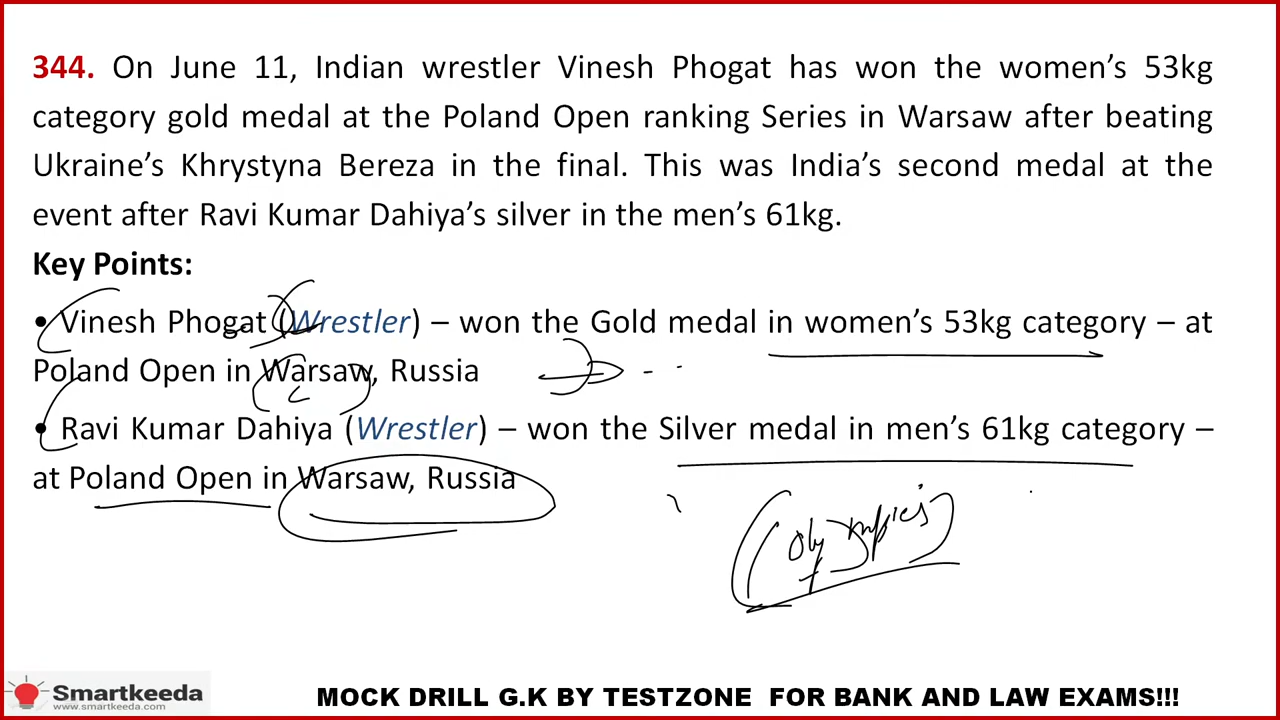 344. On June 11, Indian wrestler Vinesh Phogat has won the women's 53kg
category gold medal at the Poland Open ranking Series in Warsaw after beating
Ukraine's Khrystyna Bereza in the final. This was India's second medal at the
event after Ravi Kumar Dahiya's silver in the men's 61kg.
Key Points:
• Vinesh Phogat (Wrestler) – won the Gold medal in women's 53kg category – at
Poland Open in Warsaw, Russia
• Ravi Kumar Dahiya (Wrestler) – won the Silver medal in men's 61kg category –
at Poland Open in Warsaw, Russia
Olympics
Smartkeeda
www.smartkeeda.com
MOCK DRILL G.K BY TESTZONE FOR BANK AND LAW EXAMS!!!